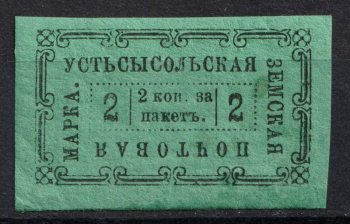 УСТЬСЫСОЛЬСКАЯ
ЗЕМСКАЯ
ПОЧТОВАЯ
МАРКА.
2 2 коп. за 2
пакетъ.